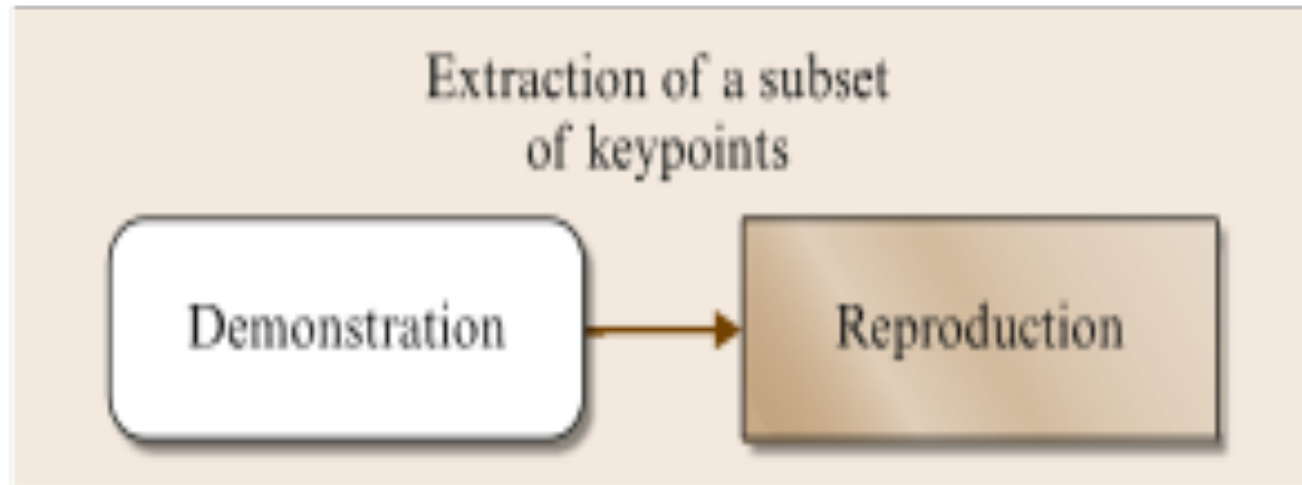 Extraction of a subset
of keypoints
Demonstration
Reproduction